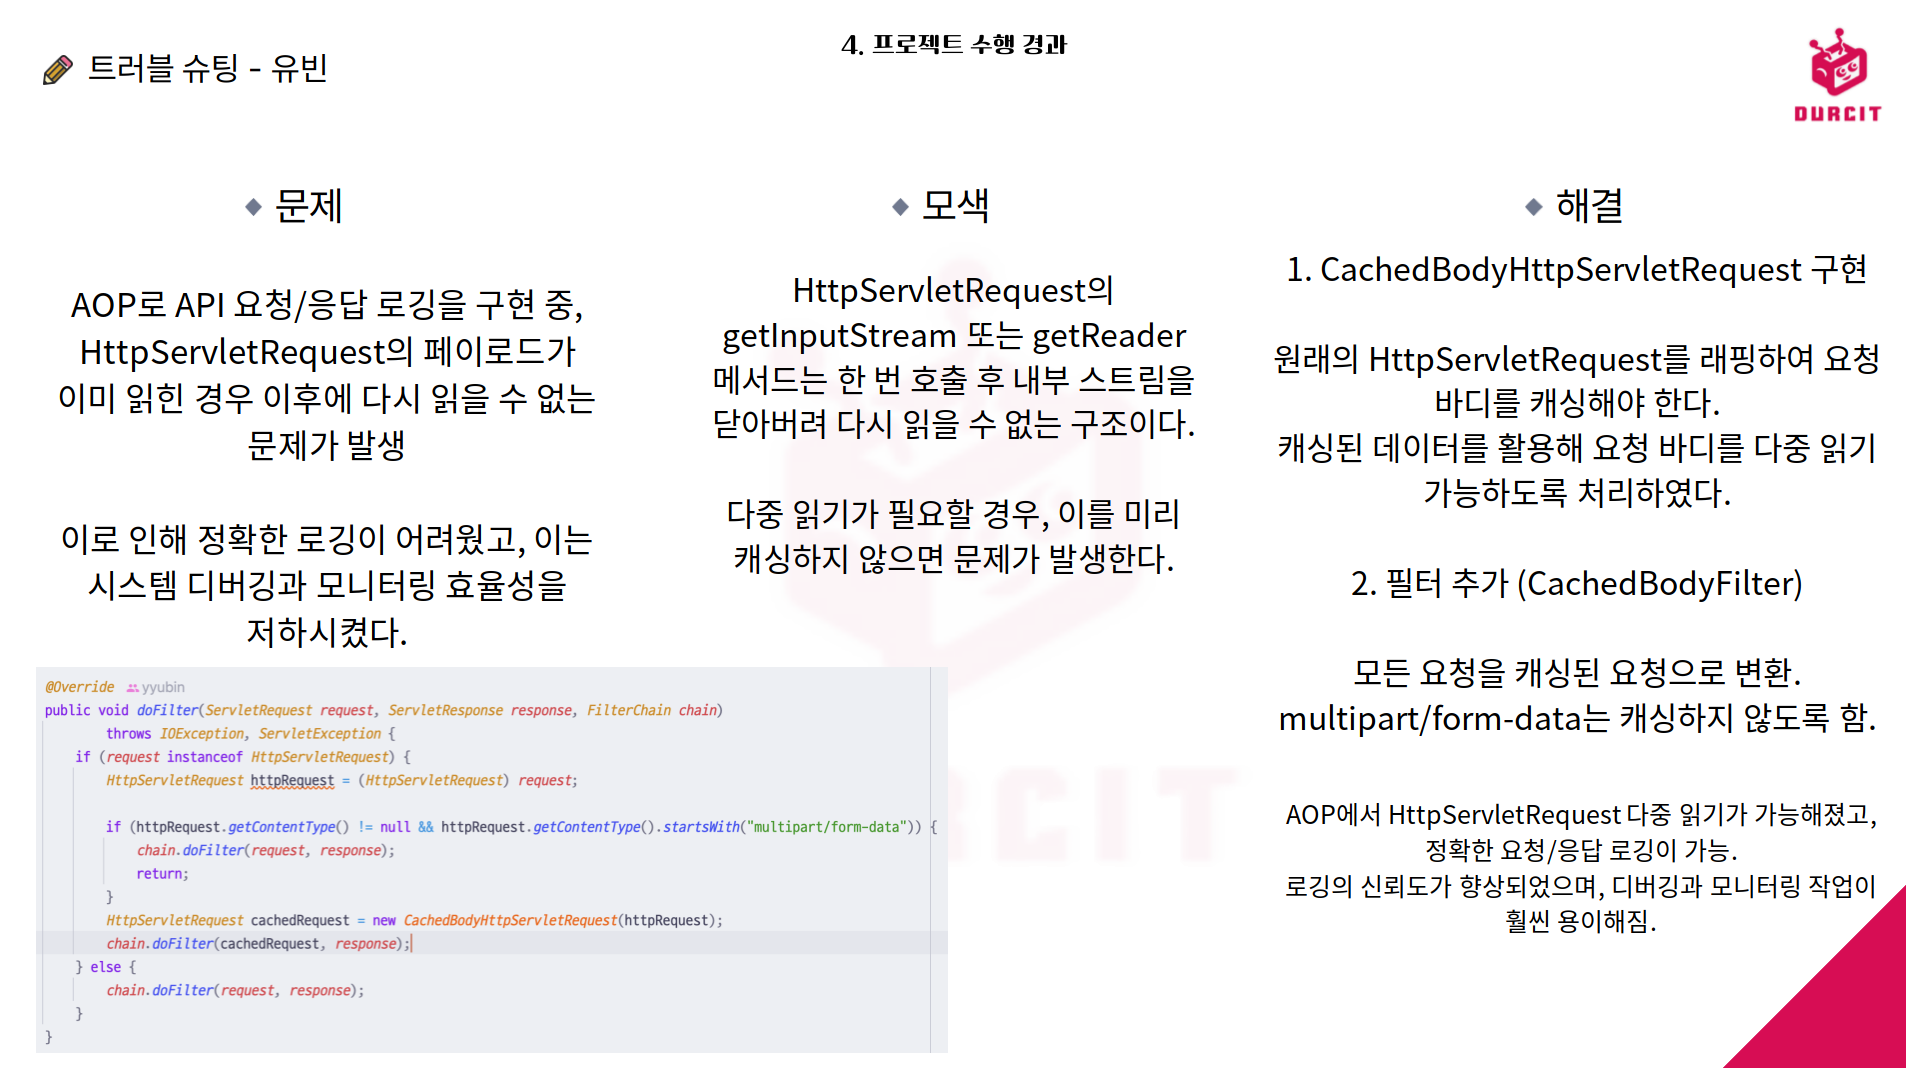 4. 프로젝트 수행 경과
트러블 슈팅 - 유빈
DURCIT
문제
AOP로 API 요청/응답 로깅을 구현 중,
HttpServletRequest의 페이로드가
이미 읽힌 경우 이후에 다시 읽을 수 없는
문제가 발생
이로 인해 정확한 로깅이 어려웠고, 이는
시스템 디버깅과 모니터링 효율성을
저하시켰다.
모색
HttpServletRequest의
getInputStream 또는 getReader
메서드는 한 번 호출 후 내부 스트림을
닫아버려 다시 읽을 수 없는 구조이다.
다중 읽기가 필요할 경우, 이를 미리
캐싱하지 않으면 문제가 발생한다.
해결
1. CachedBodyHttpServletRequest 구현
원래의 HttpServletRequest를 래핑하여 요청
바디를 캐싱해야 한다.
캐싱된 데이터를 활용해 요청 바디를 다중 읽기
가능하도록 처리하였다.
2. 필터 추가 (CachedBodyFilter)
모든 요청을 캐싱된 요청으로 변환.
multipart/form-data는 캐싱하지 않도록 함.
AOP에서 HttpServletRequest 다중 읽기가 가능해졌고,
정확한 요청/응답 로깅이 가능.
로깅의 신뢰도가 향상되었으며, 디버깅과 모니터링 작업이
훨씬 용이해짐.
@Override yyubin
public void doFilter(ServletRequest request, ServletResponse response, FilterChain chain)
throws IOException, ServletException {
if (request instanceof HttpServletRequest) {
HttpServletRequest httpRequest = (HttpServletRequest) request;
if (httpRequest.getContentType() != null && httpRequest.getContentType().startsWith("multipart/form-data")) {
chain.doFilter(request, response);
return;
}
HttpServletRequest cachedRequest = new CachedBodyHttpServletRequest(httpRequest);
chain.doFilter(cachedRequest, response);
} else {
chain.doFilter(request, response);
}
}